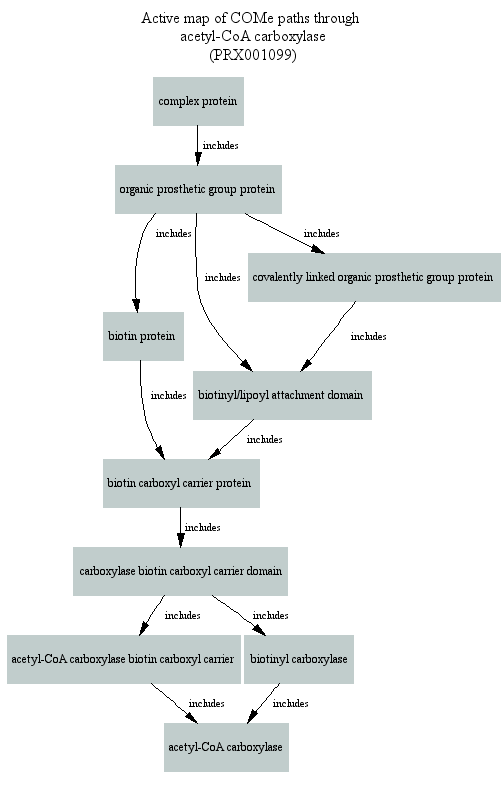 Active map of COMe paths through
acetyl-CoA carboxylase
(PRX001099)
complex protein
includes
organic prosthetic group protein
includes
includes
includes
covalently linked organic prosthetic group protein
biotin protein
includes
biotinyl/lipoyl attachment domain
includes
includes
biotin carboxyl carrier protein
includes
carboxylase biotin carboxyl carrier domain
includes
includes
acetyl-CoA carboxylase biotin carboxyl carrier
biotinyl carboxylase
includes
includes
acetyl-CoA carboxylase